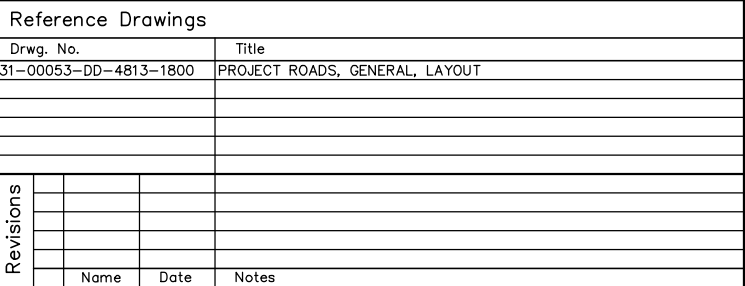 Reference Drawings
Drwg. No. Title
31-00053-DD-4813-1800 PROJECT ROADS, GENERAL, LAYOUT
Revisions
Name Date Notes